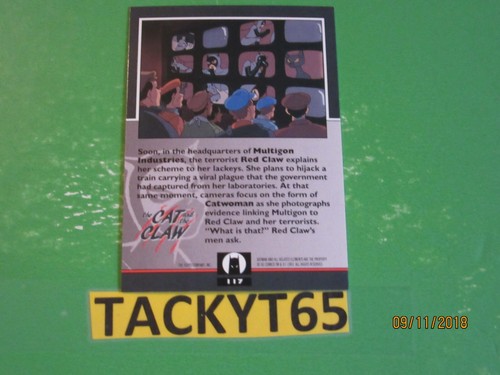 Soon, in the headquarters of Multigon
Industries, the terrorist Red Claw explains
her scheme to her lackeys. She plans to hijack a
train carrying a viral plague that the government
had captured from her laboratories. At that
same moment, cameras focus on the form of
Catwoman as she photographs
evidence linking Multigon to
Red Claw and her terrorists.
"What is that?" Red Claw's
men ask.
the CAT and the
CLAW
117
TACKYT65
09/11/2018